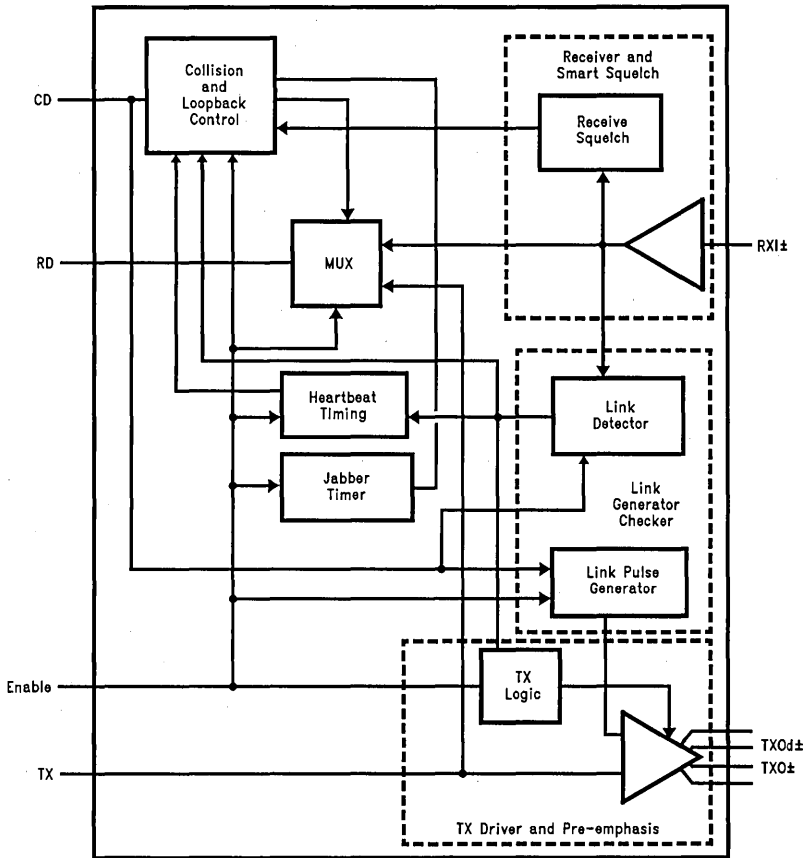 Receiver and
Smart Squelch
Collision
and
Loopback
Control
CD
Receive
Squelch
RD
MUX
RXI±
Heartbeat
Timing
Link
Detector
Jabber
Timer
Link
Generator
Checker
Link Pulse
Generator
Enable
TX
Logic
TXOd±
TXO±
TX
TX Driver and Pre-emphasis